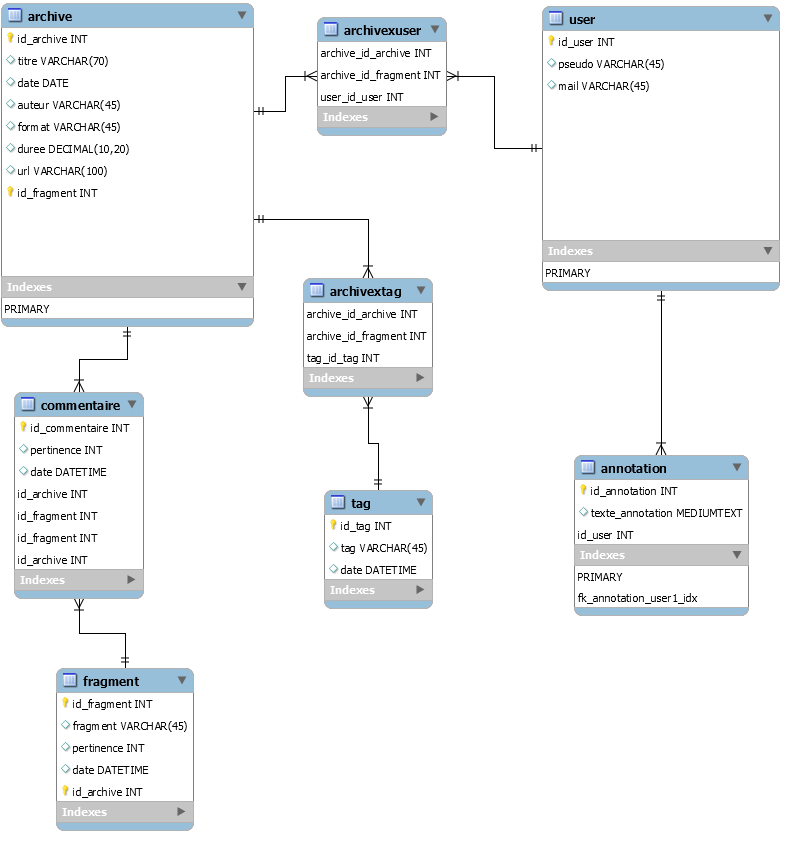 archive
id_archive INT
titre VARCHAR(70)
date DATE
auteur VARCHAR(45)
format VARCHAR(45)
duree DECIMAL(10,20)
url VARCHAR(100)
id_fragment INT
Indexes
PRIMARY
archivexuser
archive_id_archive INT
archive_id_fragment INT
user_id_user INT
Indexes
user
id_user INT
pseudo VARCHAR(45)
mail VARCHAR(45)
Indexes
PRIMARY
archivextag
archive_id_archive INT
archive_id_fragment INT
tag_id_tag INT
Indexes
commentaire
id_commentaire INT
pertinence INT
date DATETIME
id_archive INT
id_fragment INT
id_fragment INT
id_archive INT
Indexes
tag
id_tag INT
tag VARCHAR(45)
date DATETIME
Indexes
annotation
id_annotation INT
texte_annotation MEDIUMTEXT
id_user INT
Indexes
PRIMARY
fk_annotation_user1_idx
fragment
id_fragment INT
fragment VARCHAR(45)
pertinence INT
date DATETIME
id_archive INT
Indexes